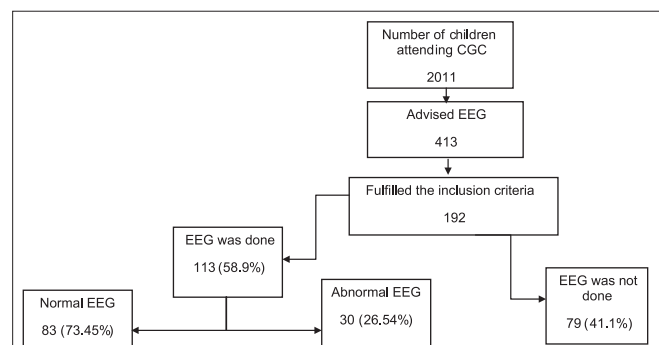 Number of children
attending CGC
2011
Advised EEG
413
Fulfilled the inclusion criteria
192
EEG was done
113 (58.9%)
EEG was not
done
79 (41.1%)
Normal EEG
83 (73.45%)
Abnormal EEG
30 (26.54%)